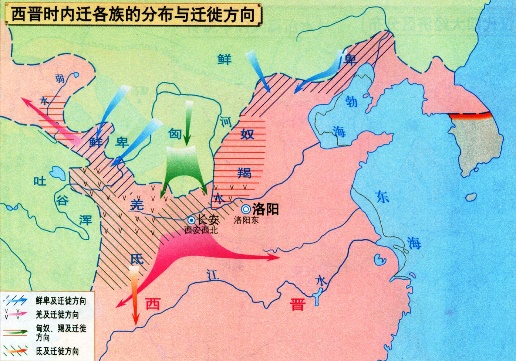 西晋时内迁各族的分布与迁徙方向
鲜卑
弱水
勃海
匈奴
河
鲜卑
羯
吐谷浑
羌
水
洛阳
洛阳东
长安
西安西北
东海
氐
江水
西晋
鲜卑及迁徙方向
羌及迁徙方向
匈奴、羯及迁徙方向
氐及迁徙方向